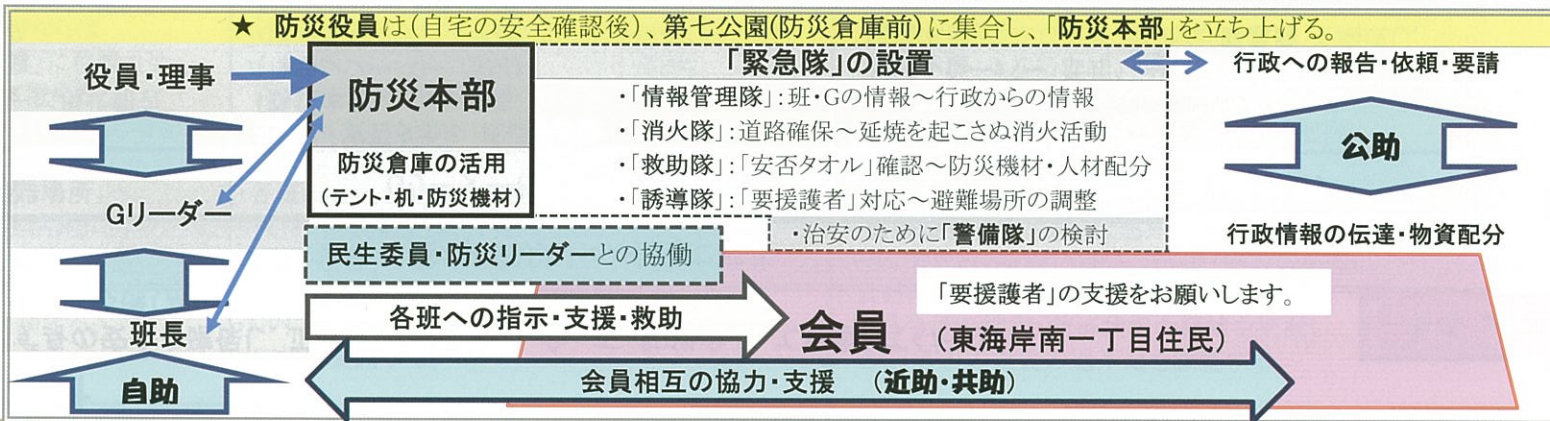 ★ 防災役員は(自宅の安全確認後)、第七公園(防災倉庫前)に集合し、「防災本部」を立ち上げる。
役員・理事
防災本部
防災倉庫の活用
(テント・机・防災機材)
「緊急隊」の設置
・「情報管理隊」:班・Gの情報～行政からの情報
・「消火隊」:道路確保～延焼を起こさぬ消火活動
・「救助隊」:「安否タオル」確認～防災機材・人材配分
・「誘導隊」:「要援護者」対応～避難場所の調整
・治安のために「警備隊」の検討
行政への報告・依頼・要請
公助
行政情報の伝達・物資配分
Gリーダー
民生委員・防災リーダーとの協働
各班への指示・支援・救助
「要援護者」の支援をお願いします。
会員 (東海岸南一丁目住民)
班長
自助
会員相互の協力・支援 (近助・共助)